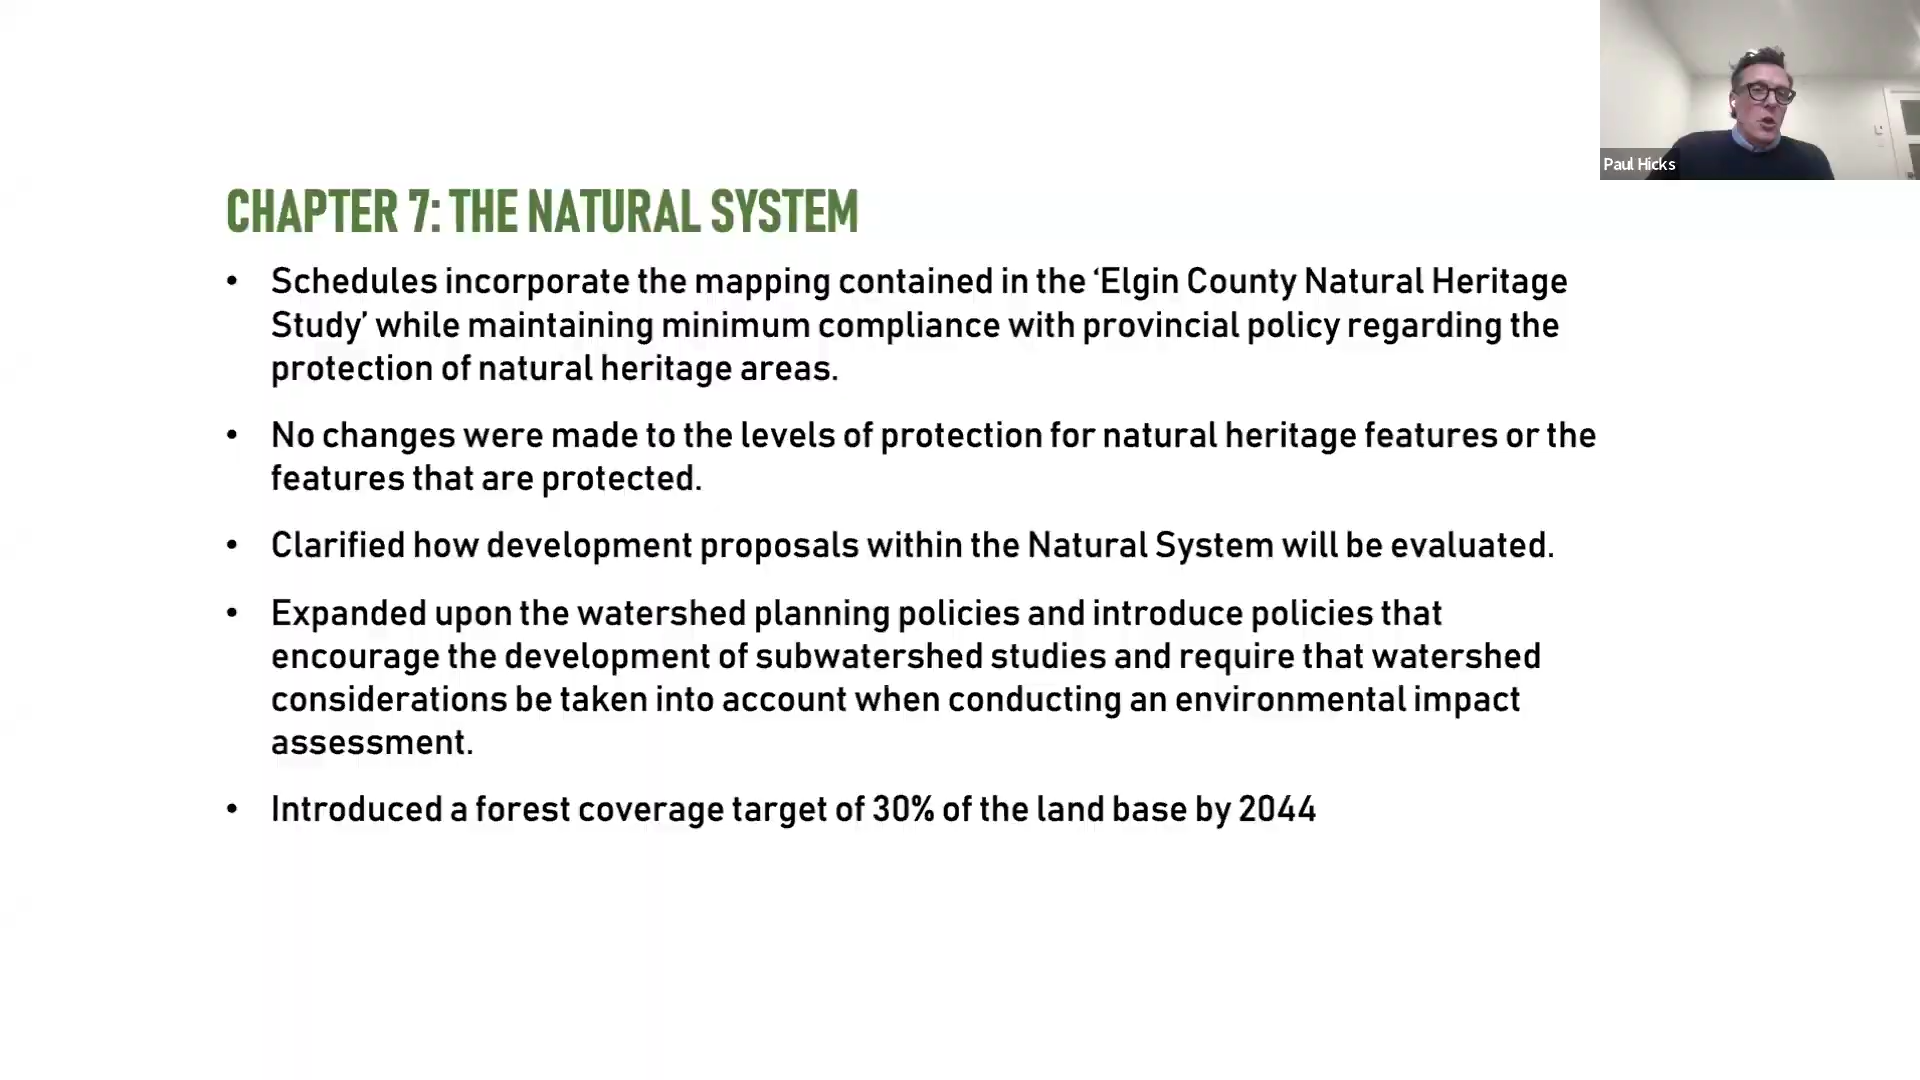 Paul Hicks
CHAPTER 7: THE NATURAL SYSTEM
• Schedules incorporate the mapping contained in the ‘Elgin County Natural Heritage
Study’ while maintaining minimum compliance with provincial policy regarding the
protection of natural heritage areas.
• No changes were made to the levels of protection for natural heritage features or the
features that are protected.
• Clarified how development proposals within the Natural System will be evaluated.
• Expanded upon the watershed planning policies and introduce policies that
encourage the development of subwatershed studies and require that watershed
considerations be taken into account when conducting an environmental impact
assessment.
• Introduced a forest coverage target of 30% of the land base by 2044